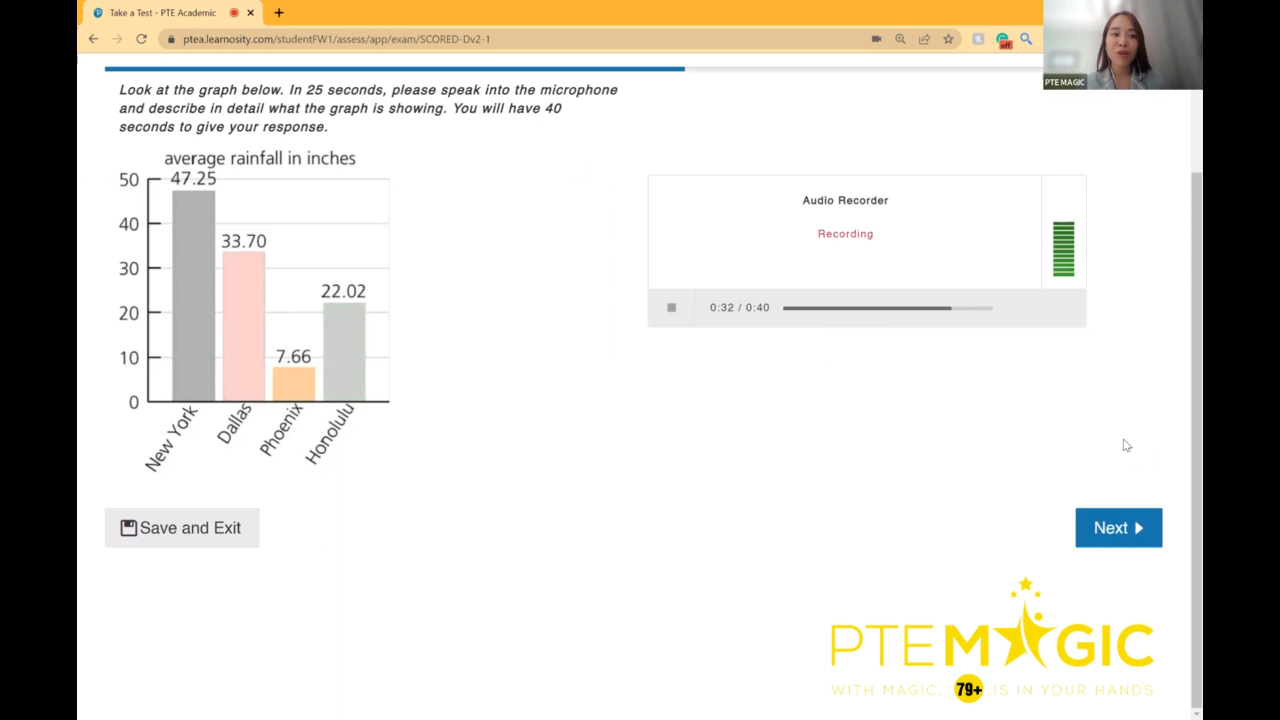 Take a Test - PTE Academic
ptea.learnosity.com/studentFW1/assess/app/exam/SCORED-Dv2-1
off
PTE MAGIC
Look at the graph below. In 25 seconds, please speak into the microphone
and describe in detail what the graph is showing. You will have 40
seconds to give your response.
average rainfall in inches
50
40
30
20
10
0
47.25
33.70
7.66
22.02
New York
Dallas
Phoenix
Honolulu
Audio Recorder
Recording
0:32 / 0:40
Save and Exit
Next
PTE MAGIC
WITH MAGIC, 79+ IS IN YOUR HANDS